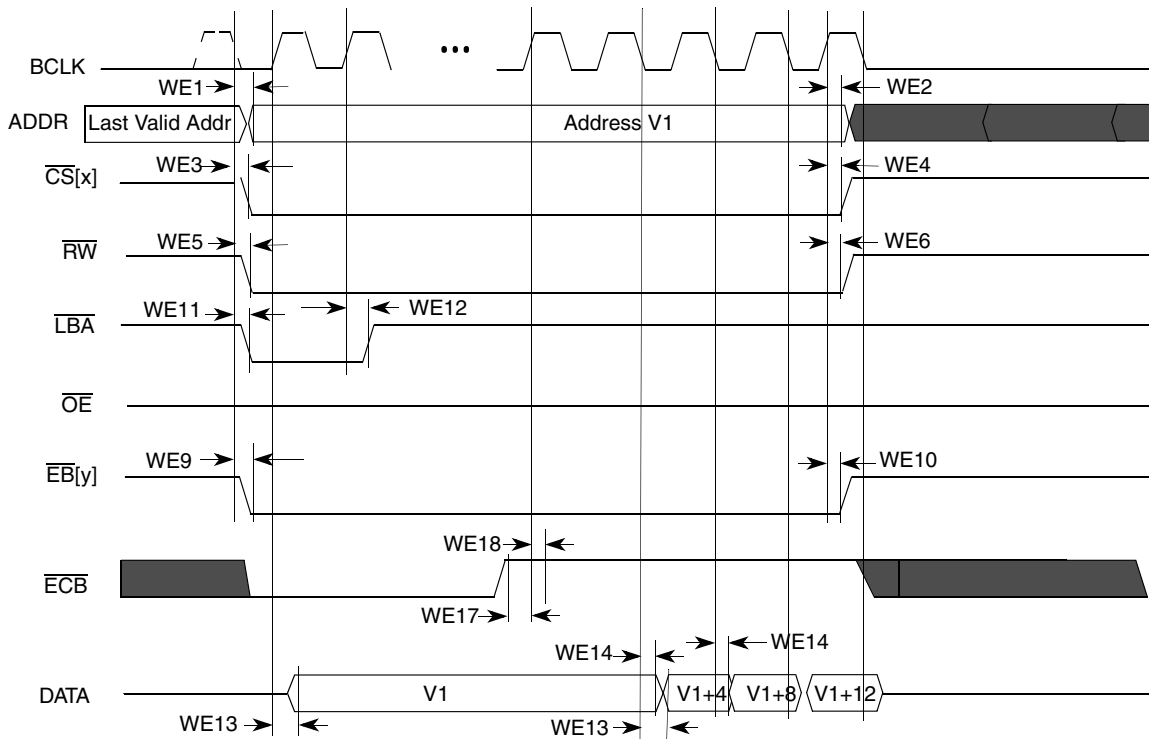 BCLK
•••
WE1
WE2
ADDR
Last Valid Addr
Address V1
WE3
WE4
CS[x]
WE5
WE6
RW
WE11
WE12
LBA
OE
WE9
WE10
EB[y]
WE18
ECB
WE17
WE14
WE14
DATA
V1
V1+4
V1+8
V1+12
WE13
WE13